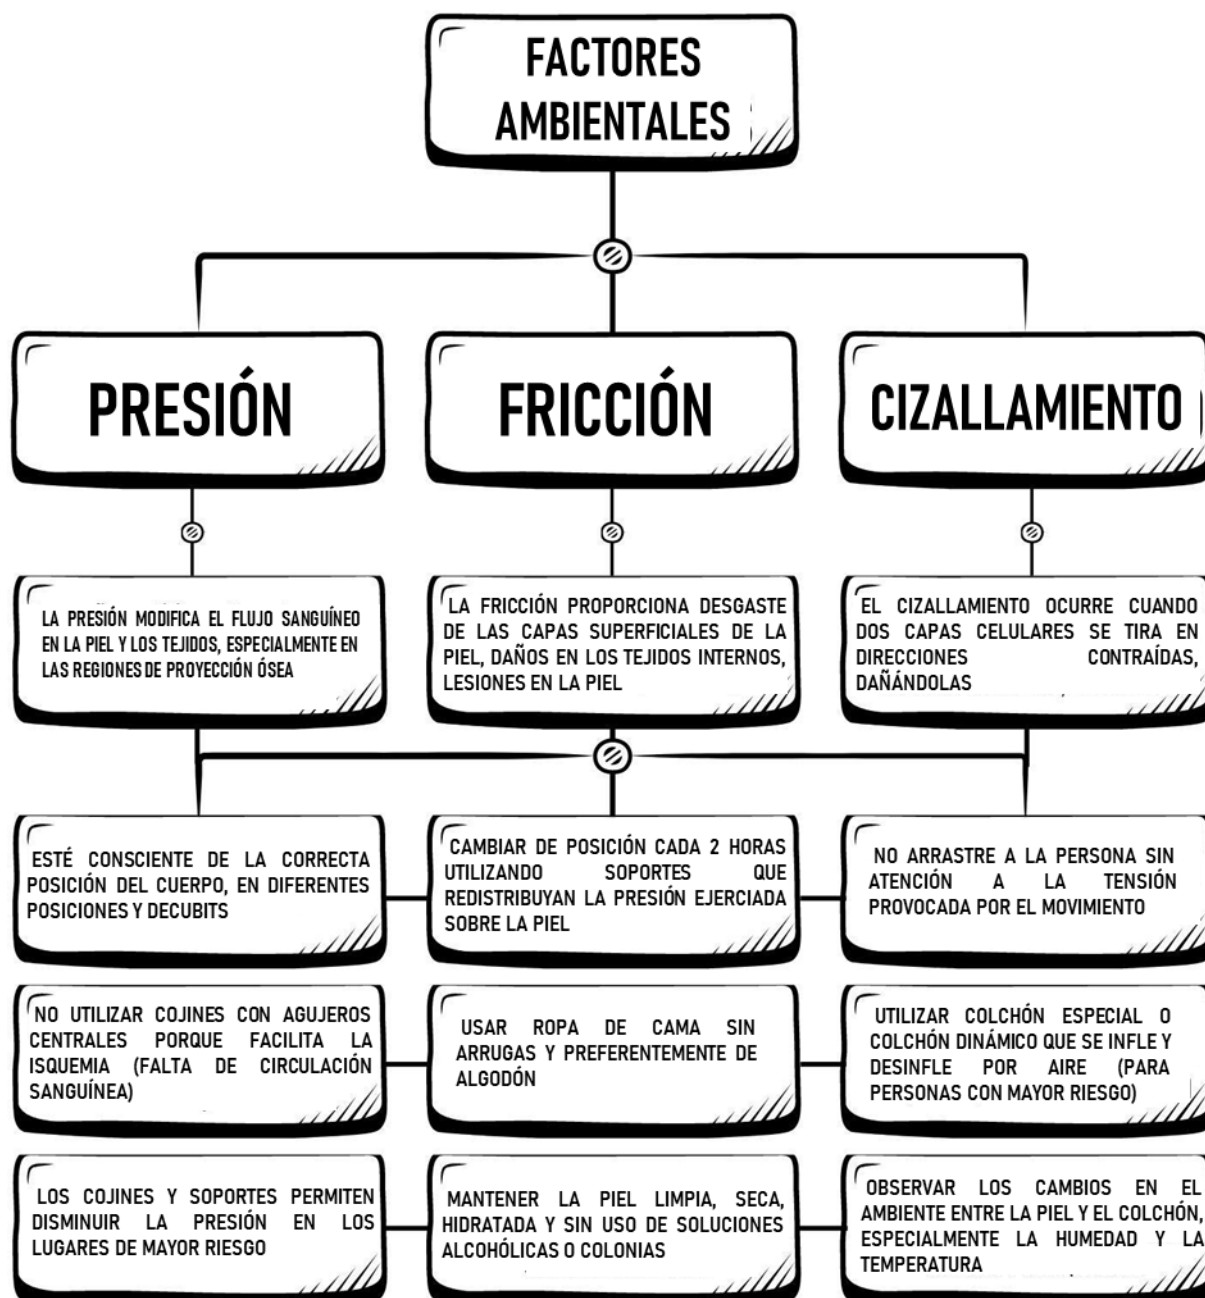 FACTORES
AMBIENTALES
PRESIÓN
FRICCIÓN
CIZALLAMIENTO
LA PRESIÓN MODIFICA EL FLUJO SANGUÍNEO
EN LA PIEL Y LOS TEJIDOS, ESPECIALMENTE EN
LAS REGIONES DE PROYECCIÓN ÓSEA
LA FRICCIÓN PROPORCIONA DESGASTE
DE LAS CAPAS SUPERFICIALES DE LA
PIEL, DAÑOS EN LOS TEJIDOS INTERNOS,
LESIONES EN LA PIEL
EL CIZALLAMIENTO OCURRE CUANDO
DOS CAPAS CELULARES SE TIRA EN
DIRECCIONES CONTRAÍDAS,
DAÑÁNDOLAS
ESTÉ CONSCIENTE DE LA CORRECTA
POSICIÓN DEL CUERPO, EN DIFERENTES
POSICIONES Y DECUBITS
CAMBIAR DE POSICIÓN CADA 2 HORAS
UTILIZANDO SOPORTES QUE
REDISTRIBUYAN LA PRESIÓN EJERCIADA
SOBRE LA PIEL
NO ARRASTRE A LA PERSONA SIN
ATENCIÓN A LA TENSIÓN
PROVOCADA POR EL MOVIMIENTO
NO UTILIZAR COJINES CON AGUJEROS
CENTRALES PORQUE FACILITA LA
ISQUEMIA (FALTA DE CIRCULACIÓN
SANGUÍNEA)
USAR ROPA DE CAMA SIN
ARRUGAS Y PREFERENTEMENTE DE
ALGODÓN
UTILIZAR COLCHÓN ESPECIAL O
COLCHÓN DINÁMICO QUE SE INFLE Y
DESINFLE POR AIRE (PARA
PERSONAS CON MAYOR RIESGO)
LOS COJINES Y SOPORTES PERMITEN
DISMINUIR LA PRESIÓN EN LOS
LUGARES DE MAYOR RIESGO
MANTENER LA PIEL LIMPIA, SECA,
HIDRATADA Y SIN USO DE SOLUCIONES
ALCOHÓLICAS O COLONIAS
OBSERVAR LOS CAMBIOS EN EL
AMBIENTE ENTRE LA PIEL Y EL COLCHÓN,
ESPECIALMENTE LA HUMEDAD Y LA
TEMPERATURA